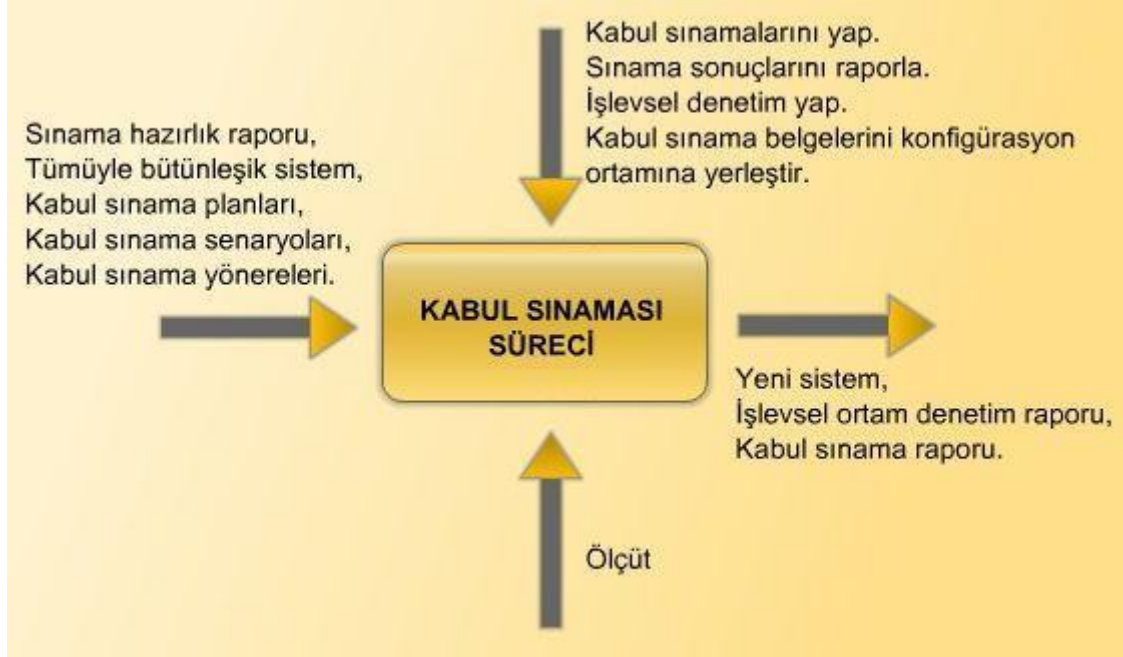 Kabul sınamalarını yap.
Sınama sonuçlarını raporla.
İşlevsel denetim yap.
Kabul sınama belgelerini konfigürasyon
ortamına yerleştir.
Sınama hazırlık raporu,
Tümüyle bütünleşik sistem,
Kabul sınama planları,
Kabul sınama senaryoları,
Kabul sınama yönereleri.
KABUL SINAMASI
SÜRECİ
Yeni sistem,
İşlevsel ortam denetim raporu,
Kabul sınama raporu.
Ölçüt